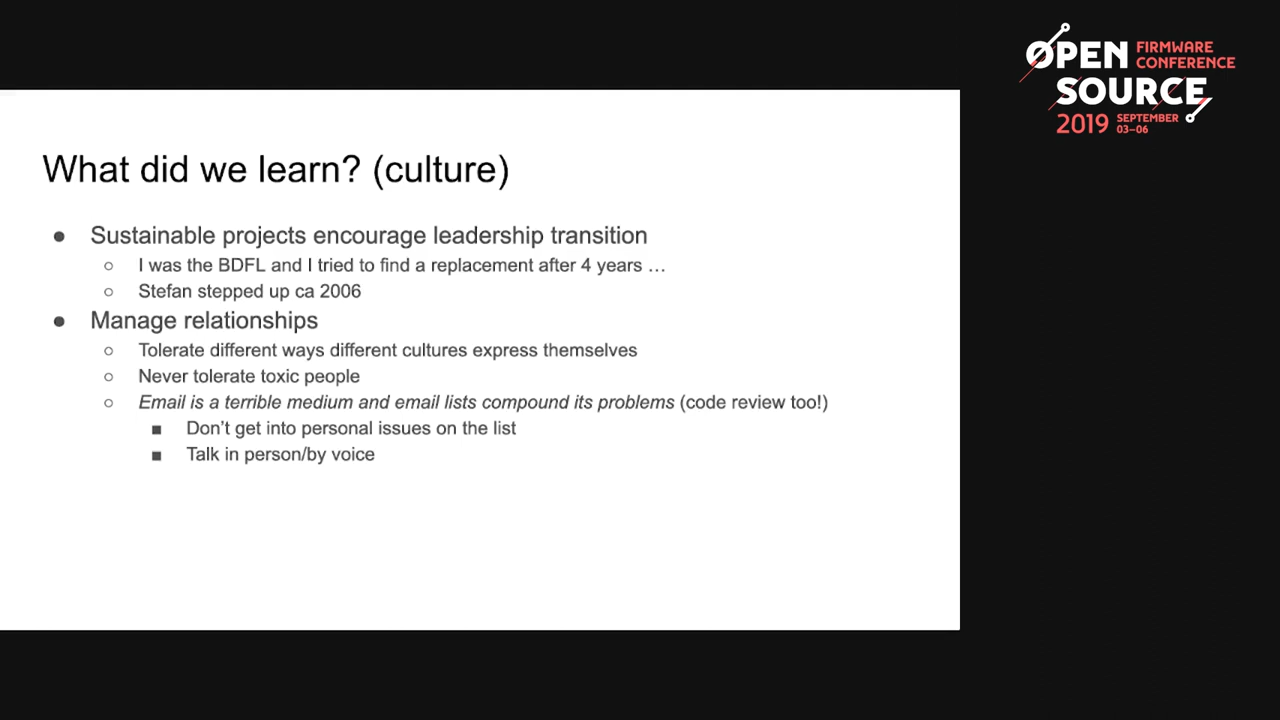 OPEN FIRMWARE
CONFERENCE
SOURCE
2019 SEPTEMBER
03–06
What did we learn? (culture)
● Sustainable projects encourage leadership transition
○ I was the BDFL and I tried to find a replacement after 4 years …
○ Stefan stepped up ca 2006
● Manage relationships
○ Tolerate different ways different cultures express themselves
○ Never tolerate toxic people
○ Email is a terrible medium and email lists compound its problems (code review too!)
■ Don’t get into personal issues on the list
■ Talk in person/by voice